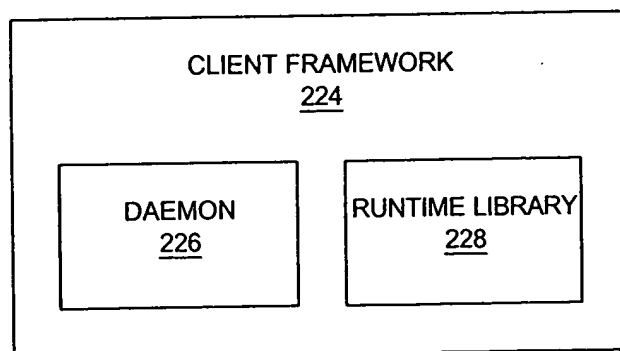 CLIENT FRAMEWORK
224
DAEMON
226
RUNTIME LIBRARY
228